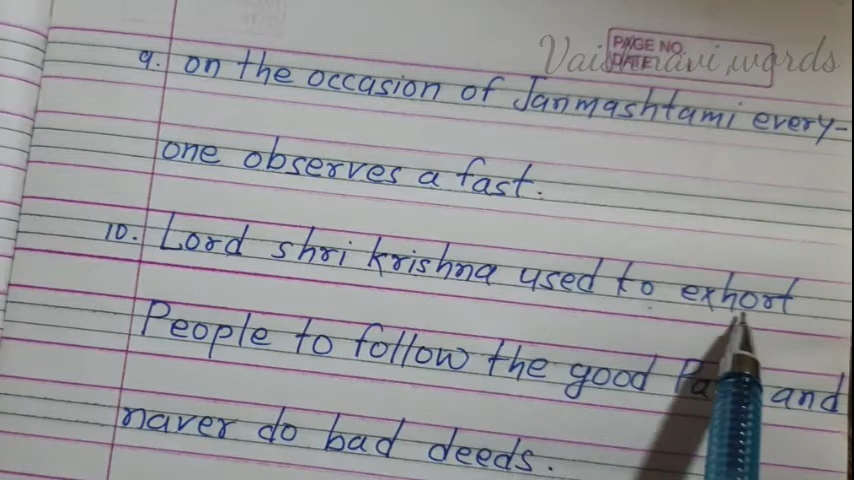 PAGE NO.
DATE
Vaishnavi words
9. on the occasion of Janmashtami every-
one observes a fast.
10. Lord shri krishna used to exhort
People to follow the good and
naver do bad deeds.